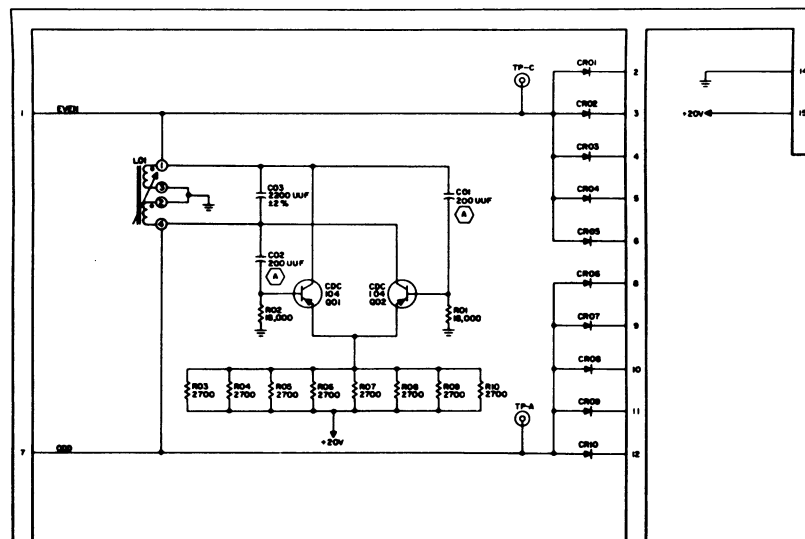 TP-C
CR01
2
14
1
EVEN
CR02
3
+20V
15
CR03
4
L01
1
3
2
4
C03
2200 UUF
±2%
C01
200 UUF
A
CR04
5
CR05
6
C02
200 UUF
A
CDC
104
Q01
CDC
104
Q02
CR06
8
R02
18,000
R01
18,000
CR07
9
CR08
10
R03
2700
R04
2700
R05
2700
R06
2700
R07
2700
R08
2700
R09
2700
R10
2700
TP-A
CR09
11
+20V
7
ODD
CR10
12